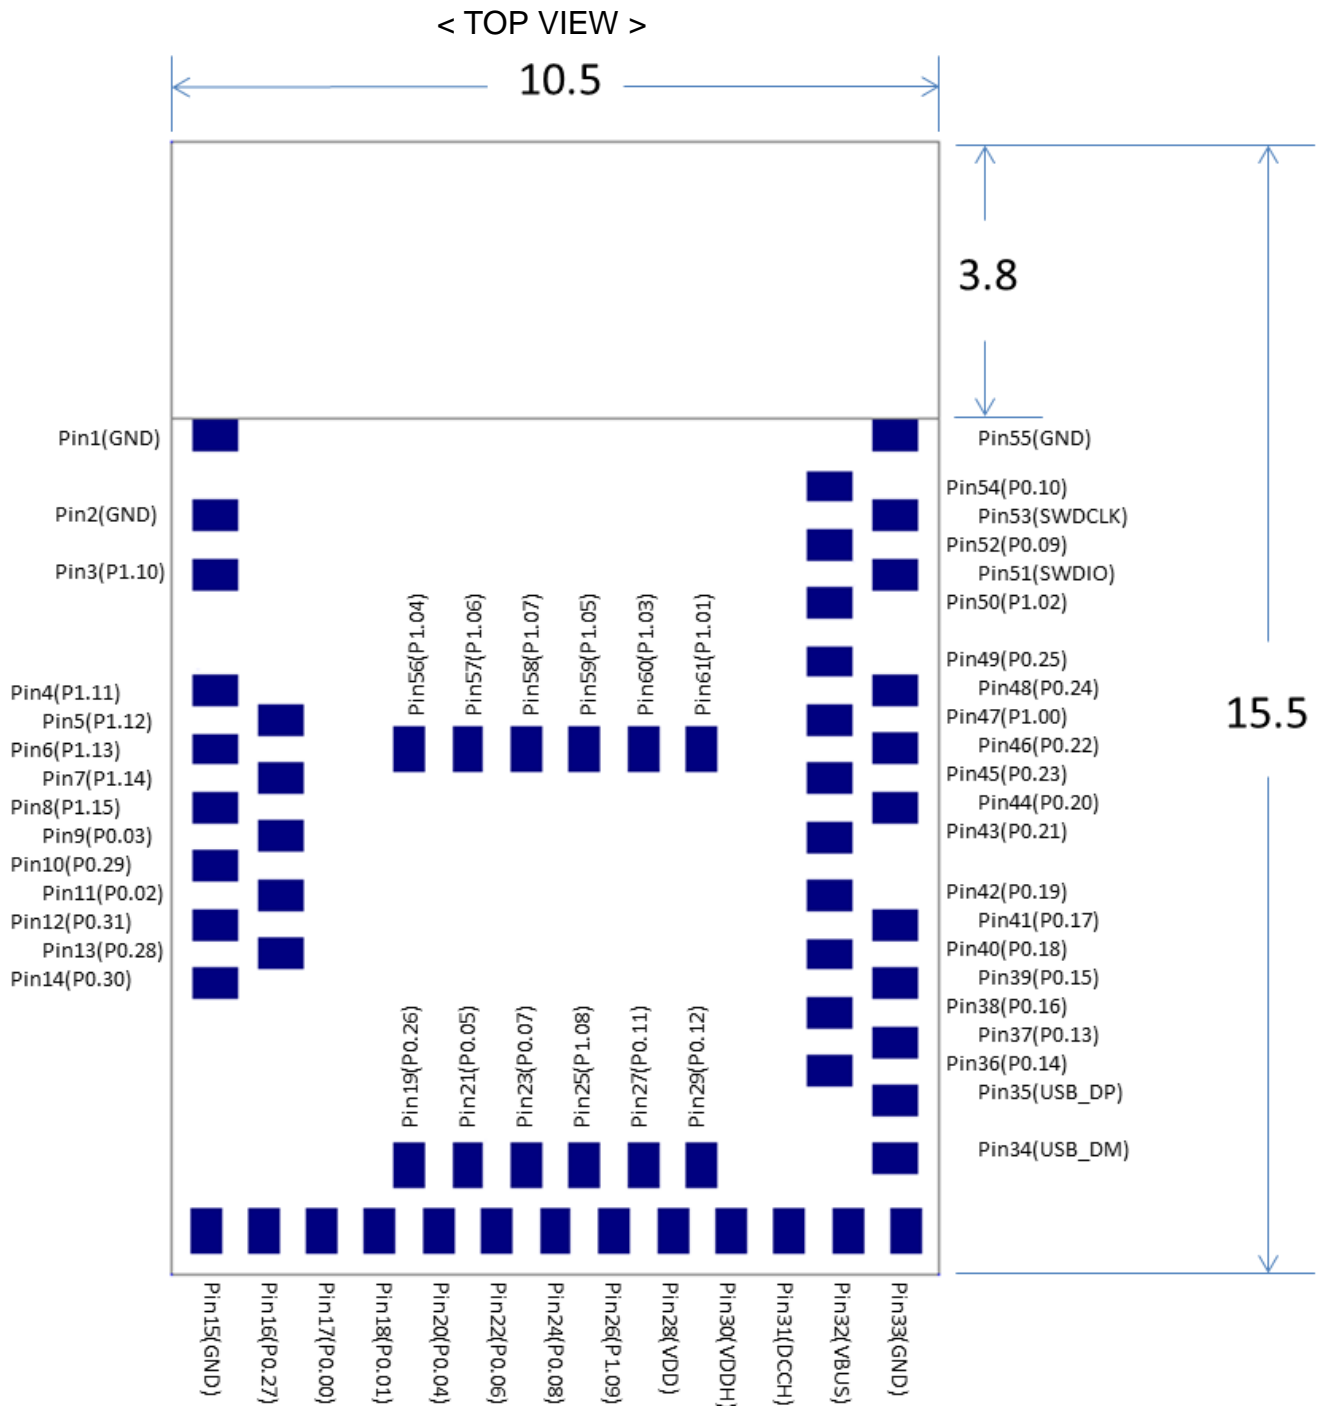 < TOP VIEW >
10.5
3.8
15.5
Pin1(GND)
Pin2(GND)
Pin3(P1.10)
Pin4(P1.11)
Pin5(P1.12)
Pin6(P1.13)
Pin7(P1.14)
Pin8(P1.15)
Pin9(P0.03)
Pin10(P0.29)
Pin11(P0.02)
Pin12(P0.31)
Pin13(P0.28)
Pin14(P0.30)
Pin56(P1.04)
Pin57(P1.06)
Pin58(P1.07)
Pin59(P1.05)
Pin60(P1.03)
Pin61(P1.01)
Pin19(P0.26)
Pin21(P0.05)
Pin23(P0.07)
Pin25(P1.08)
Pin27(P0.11)
Pin29(P0.12)
Pin55(GND)
Pin54(P0.10)
Pin53(SWDCLK)
Pin52(P0.09)
Pin51(SWDIO)
Pin50(P1.02)
Pin49(P0.25)
Pin48(P0.24)
Pin47(P1.00)
Pin46(P0.22)
Pin45(P0.23)
Pin44(P0.20)
Pin43(P0.21)
Pin42(P0.19)
Pin41(P0.17)
Pin40(P0.18)
Pin39(P0.15)
Pin38(P0.16)
Pin37(P0.13)
Pin36(P0.14)
Pin35(USB_DP)
Pin34(USB_DM)
Pin15(GND)
Pin16(P0.27)
Pin17(P0.00)
Pin18(P0.01)
Pin20(P0.04)
Pin22(P0.06)
Pin24(P0.08)
Pin26(P1.09)
Pin28(VDD)
Pin30(VDDH)
Pin31(DCCH)
Pin32(VBUS)
Pin33(GND)